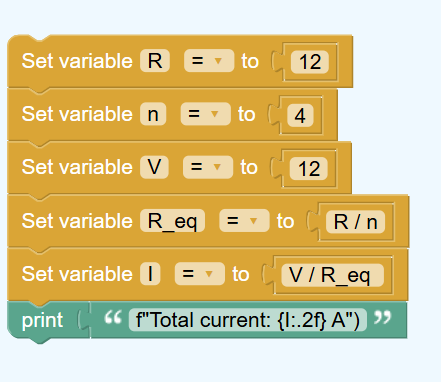 Set variable R = ▾ to 12
Set variable n = ▾ to 4
Set variable V = ▾ to 12
Set variable R_eq = ▾ to R / n
Set variable I = ▾ to V / R_eq
print “ f"Total current: {I:.2f} A") ”